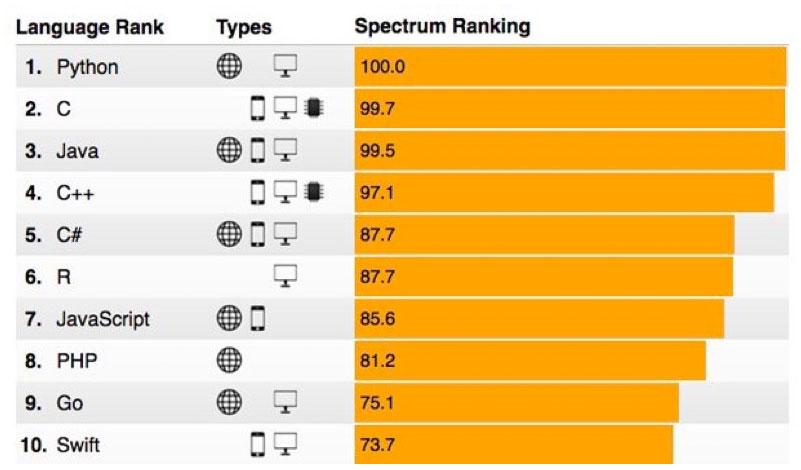 Language Rank Types Spectrum Ranking
1. Python 100.0
2. C 99.7
3. Java 99.5
4. C++ 97.1
5. C# 87.7
6. R 87.7
7. JavaScript 85.6
8. PHP 81.2
9. Go 75.1
10. Swift 73.7